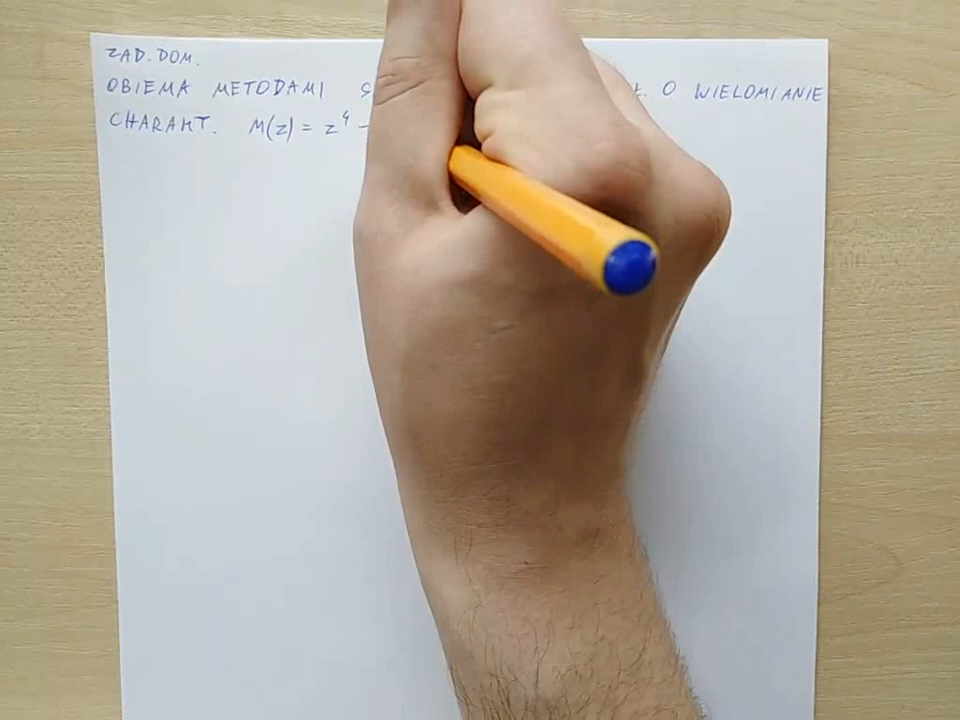 ZAD. DOM.
OBIEMA METODAMI O WIELOMIANIE
CHARAKT. M(z) = z⁴ -